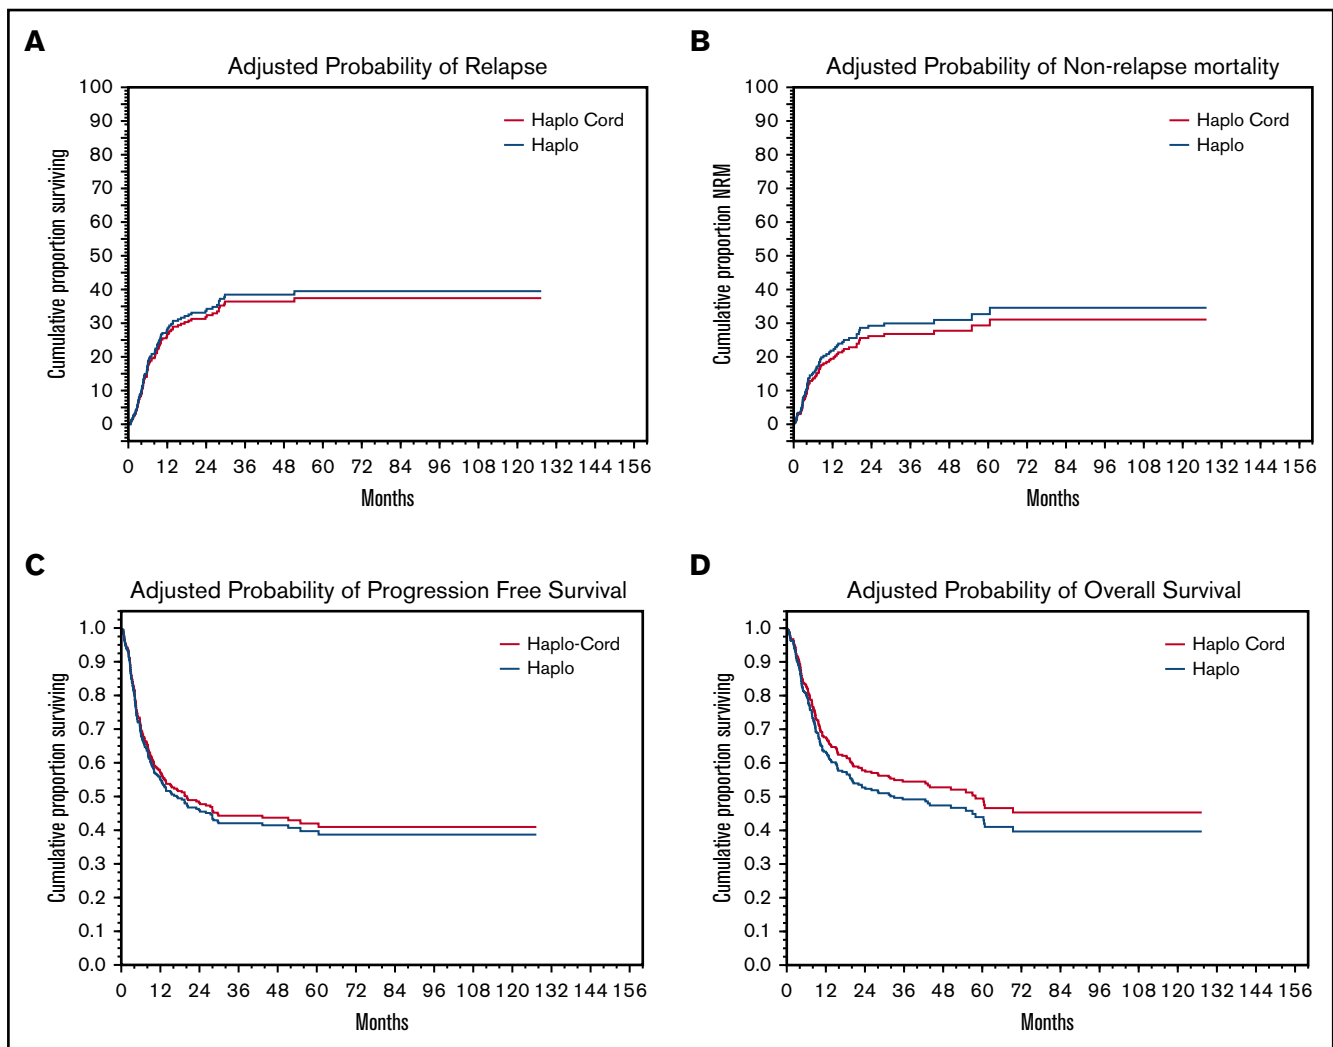 A
Adjusted Probability of Relapse
Cumulative proportion surviving
100
90
80
70
60
50
40
30
20
10
0
Haplo Cord
Haplo
0 12 24 36 48 60 72 84 96 108 120 132 144 156
Months
B
Adjusted Probability of Non-relapse mortality
Cumulative proportion NRM
100
90
80
70
60
50
40
30
20
10
0
Haplo Cord
Haplo
0 12 24 36 48 60 72 84 96 108 120 132 144 156
Months
C
Adjusted Probability of Progression Free Survival
Cumulative proportion surviving
1.0
0.9
0.8
0.7
0.6
0.5
0.4
0.3
0.2
0.1
0.0
Haplo-Cord
Haplo
0 12 24 36 48 60 72 84 96 108 120 132 144 156
Months
D
Adjusted Probability of Overall Survival
Cumulative proportion surviving
1.0
0.9
0.8
0.7
0.6
0.5
0.4
0.3
0.2
0.1
0.0
Haplo Cord
Haplo
0 12 24 36 48 60 72 84 96 108 120 132 144 156
Months